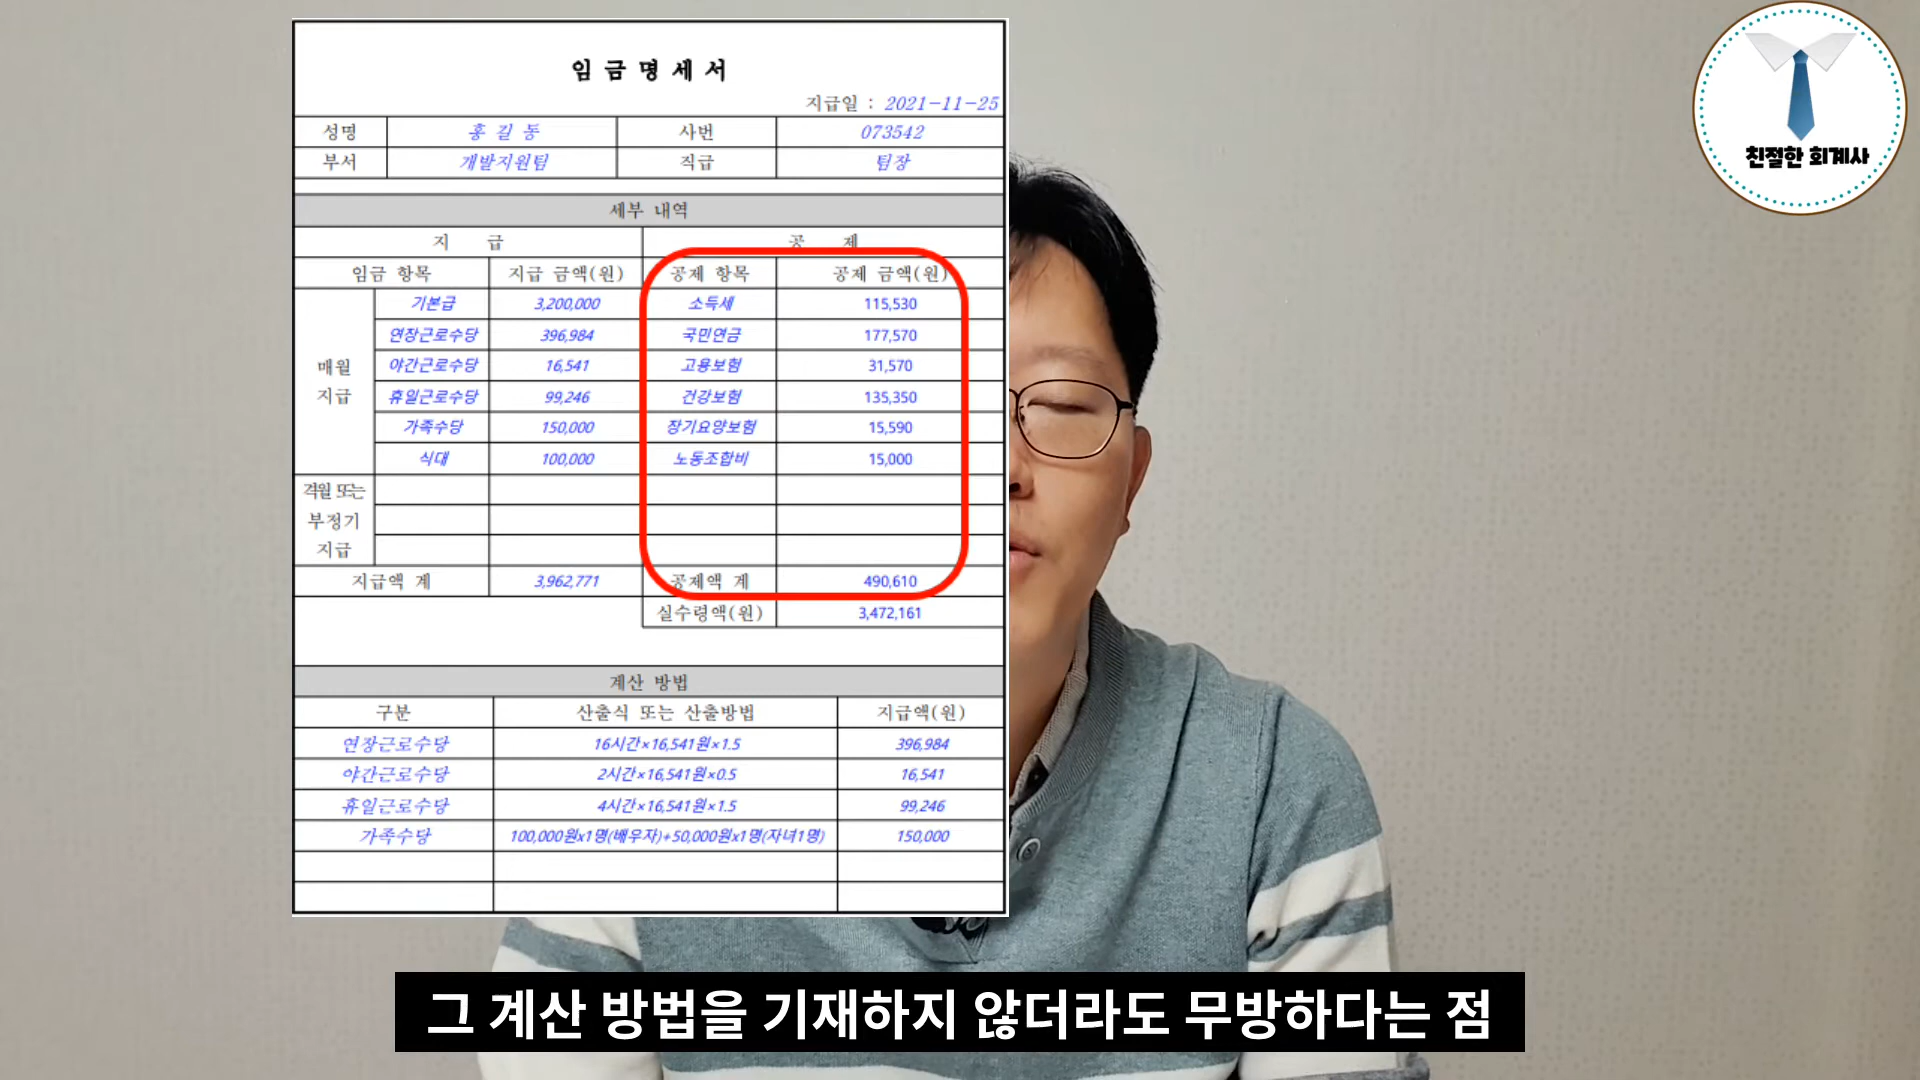 임 금 명 세 서
지급일 : 2021-11-25
성명 홍 길 동 사번 073542
부서 개발지원팀 직급 팀장
세부 내역
지 급 공 제
임금 항목 지급 금액(원) 공제 항목 공제 금액(원)
매월 지급
기본급 3,200,000 소득세 115,530
연장근로수당 396,984 국민연금 177,570
야간근로수당 16,541 고용보험 31,570
휴일근로수당 99,246 건강보험 135,350
가족수당 150,000 장기요양보험 15,590
식대 100,000 노동조합비 15,000
격월 또는
부정기
지급
지급액 계 3,962,771 공제액 계 490,610
실수령액(원) 3,472,161
계산 방법
구분 산출식 또는 산출방법 지급액(원)
연장근로수당 16시간×16,541원×1.5 396,984
야간근로수당 2시간×16,541원×0.5 16,541
휴일근로수당 4시간×16,541원×1.5 99,246
가족수당 100,000원x1명(배우자)+50,000원x1명(자녀1명) 150,000
친절한 회계사
그 계산 방법을 기재하지 않더라도 무방하다는 점